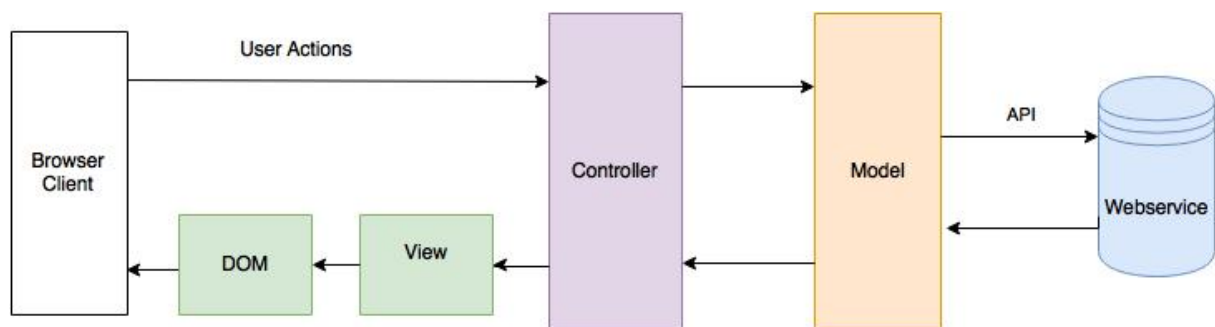 User Actions
API
Browser
Client
Controller
Model
Webservice
DOM
View